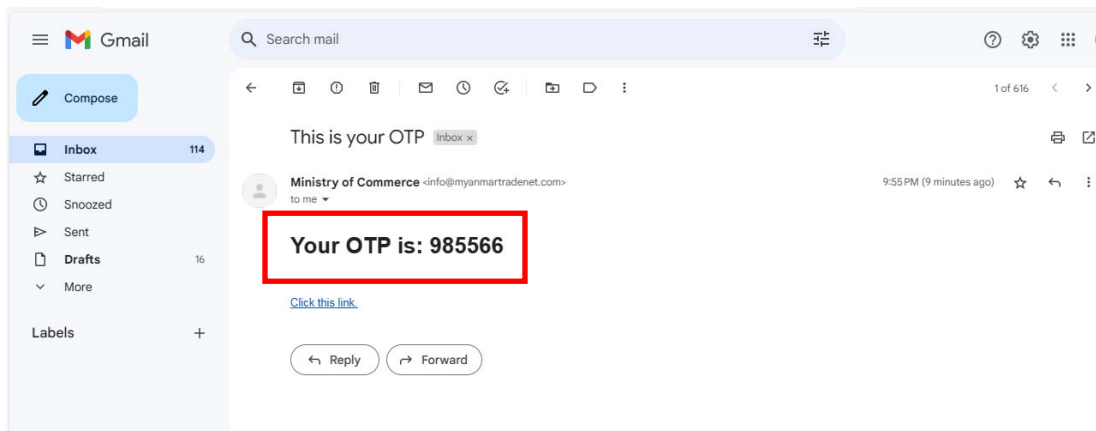 Gmail
Search mail
Compose
1 of 616
This is your OTP Inbox ×
Inbox 114
Starred
Ministry of Commerce <info@myanmartradenet.com> 9:55 PM (9 minutes ago)
to me
Snoozed
Sent
Your OTP is: 985566
Drafts 16
More
Click this link.
Labels +
Reply Forward